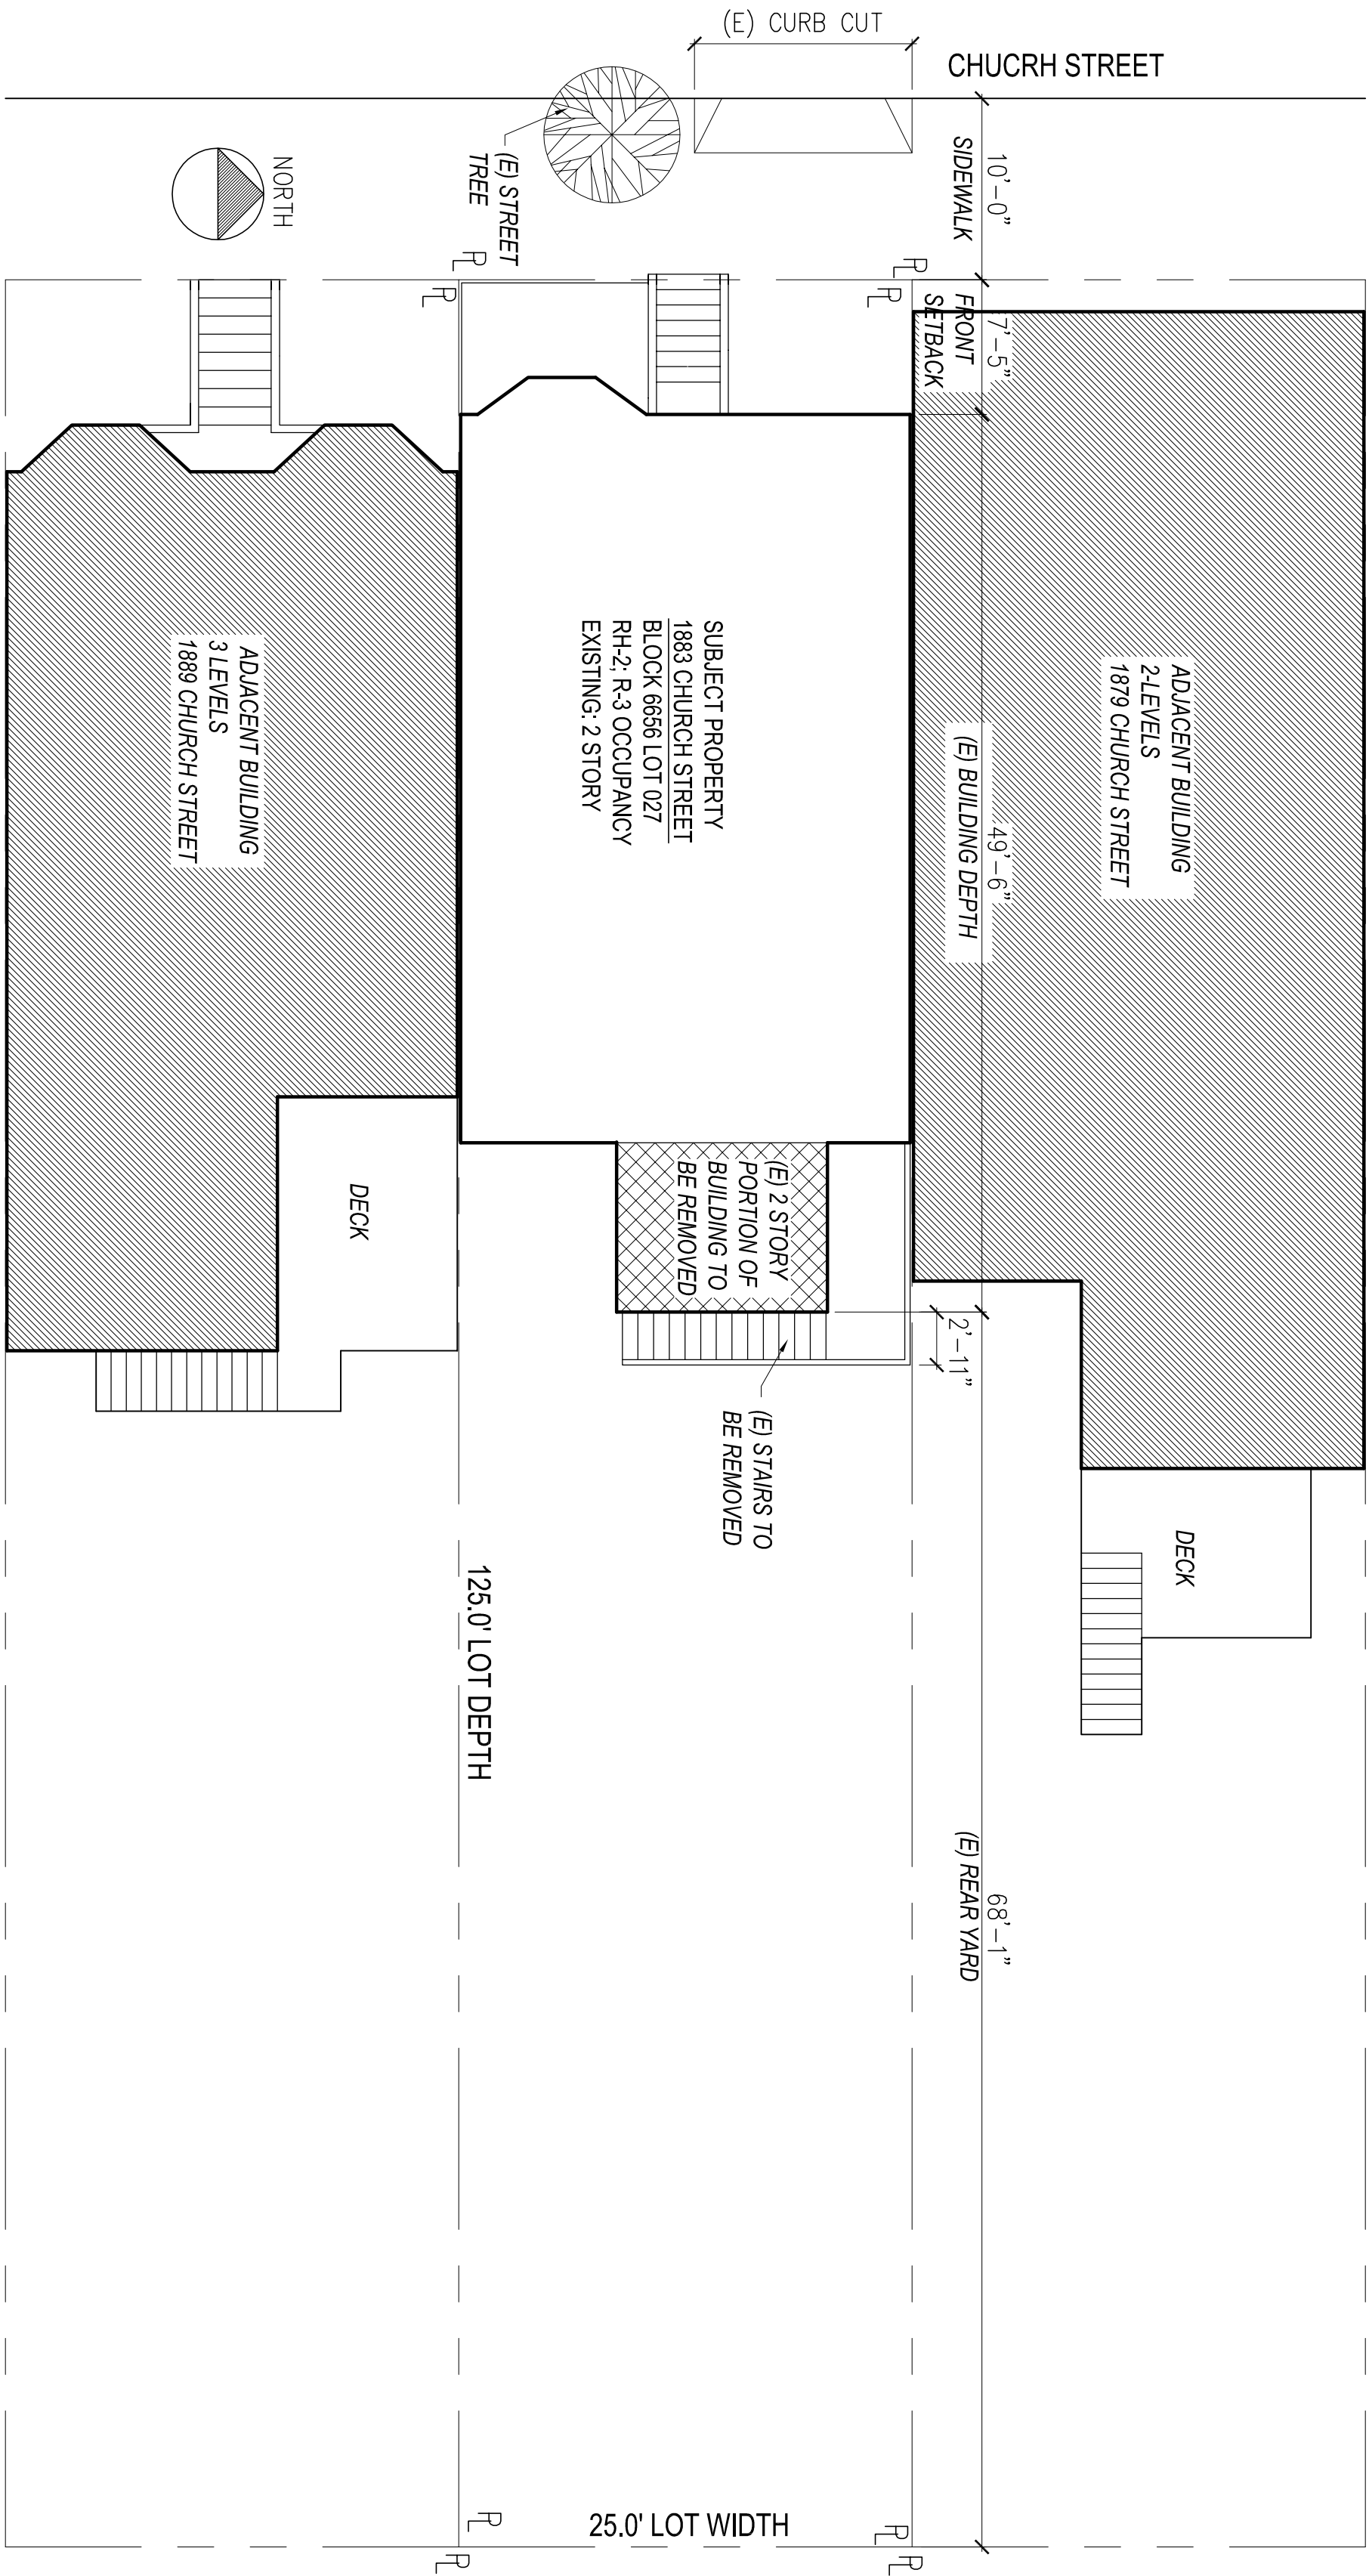 (E) CURB CUT
CHUCRH STREET
10'-0"
SIDEWALK
(E) STREET
TREE
NORTH
PL
PL
PL
PL
7'-5"
FRONT
SETBACK
ADJACENT BUILDING
2-LEVELS
1879 CHURCH STREET
49'-6"
(E) BUILDING DEPTH
SUBJECT PROPERTY
1883 CHURCH STREET
BLOCK 6656 LOT 027
RH-2; R-3 OCCUPANCY
EXISTING: 2 STORY
ADJACENT BUILDING
3 LEVELS
1889 CHURCH STREET
(E) 2 STORY
PORTION OF
BUILDING TO
BE REMOVED
DECK
2'-11"
(E) STAIRS TO
BE REMOVED
DECK
125.0' LOT DEPTH
68'-1"
(E) REAR YARD
25.0' LOT WIDTH
PL
PL
PL
PL